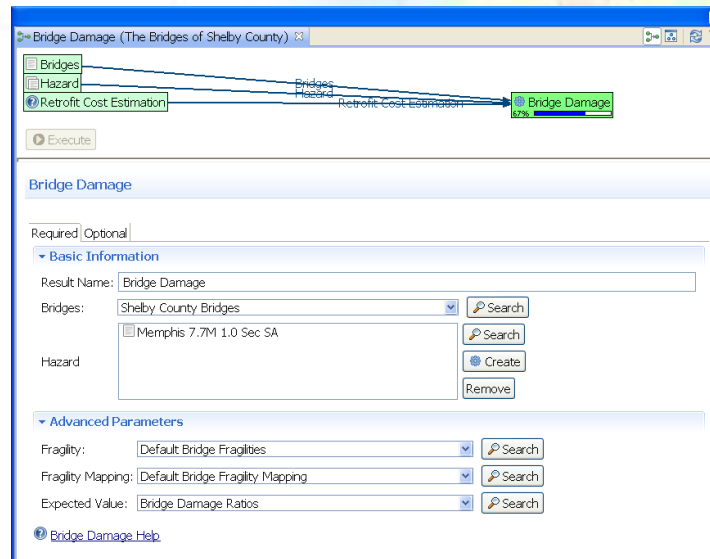 Bridge Damage (The Bridges of Shelby County)
Bridges
Hazard
Retrofit Cost Estimation
Bridges
Hazard
Retrofit Cost Estimation
Bridge Damage
67%
Execute
Bridge Damage
Required Optional
Basic Information
Result Name: Bridge Damage
Bridges: Shelby County Bridges Search
Memphis 7.7M 1.0 Sec SA Search
Hazard Create
Remove
Advanced Parameters
Fragility: Default Bridge Fragilities Search
Fragility Mapping: Default Bridge Fragility Mapping Search
Expected Value: Bridge Damage Ratios Search
Bridge Damage Help